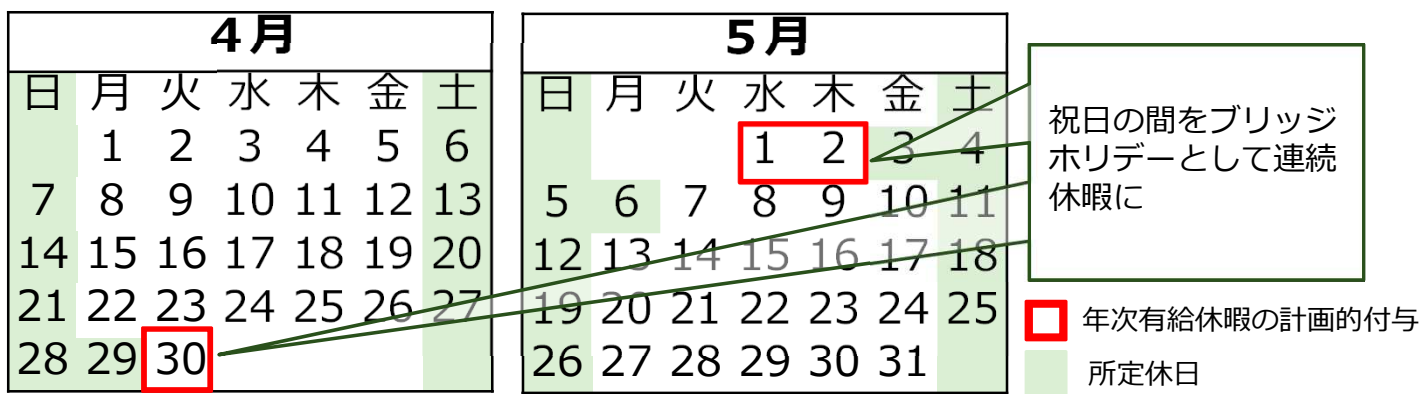 4月
日 月 火 水 木 金 土
1 2 3 4 5 6
7 8 9 10 11 12 13
14 15 16 17 18 19 20
21 22 23 24 25 26 27
28 29 30
5月
日 月 火 水 木 金 土
1 2 3 4
5 6 7 8 9 10 11
12 13 14 15 16 17 18
19 20 21 22 23 24 25
26 27 28 29 30 31
祝日の間をブリッジ
ホリデーとして連続
休暇に
年次有給休暇の計画的付与
所定休日